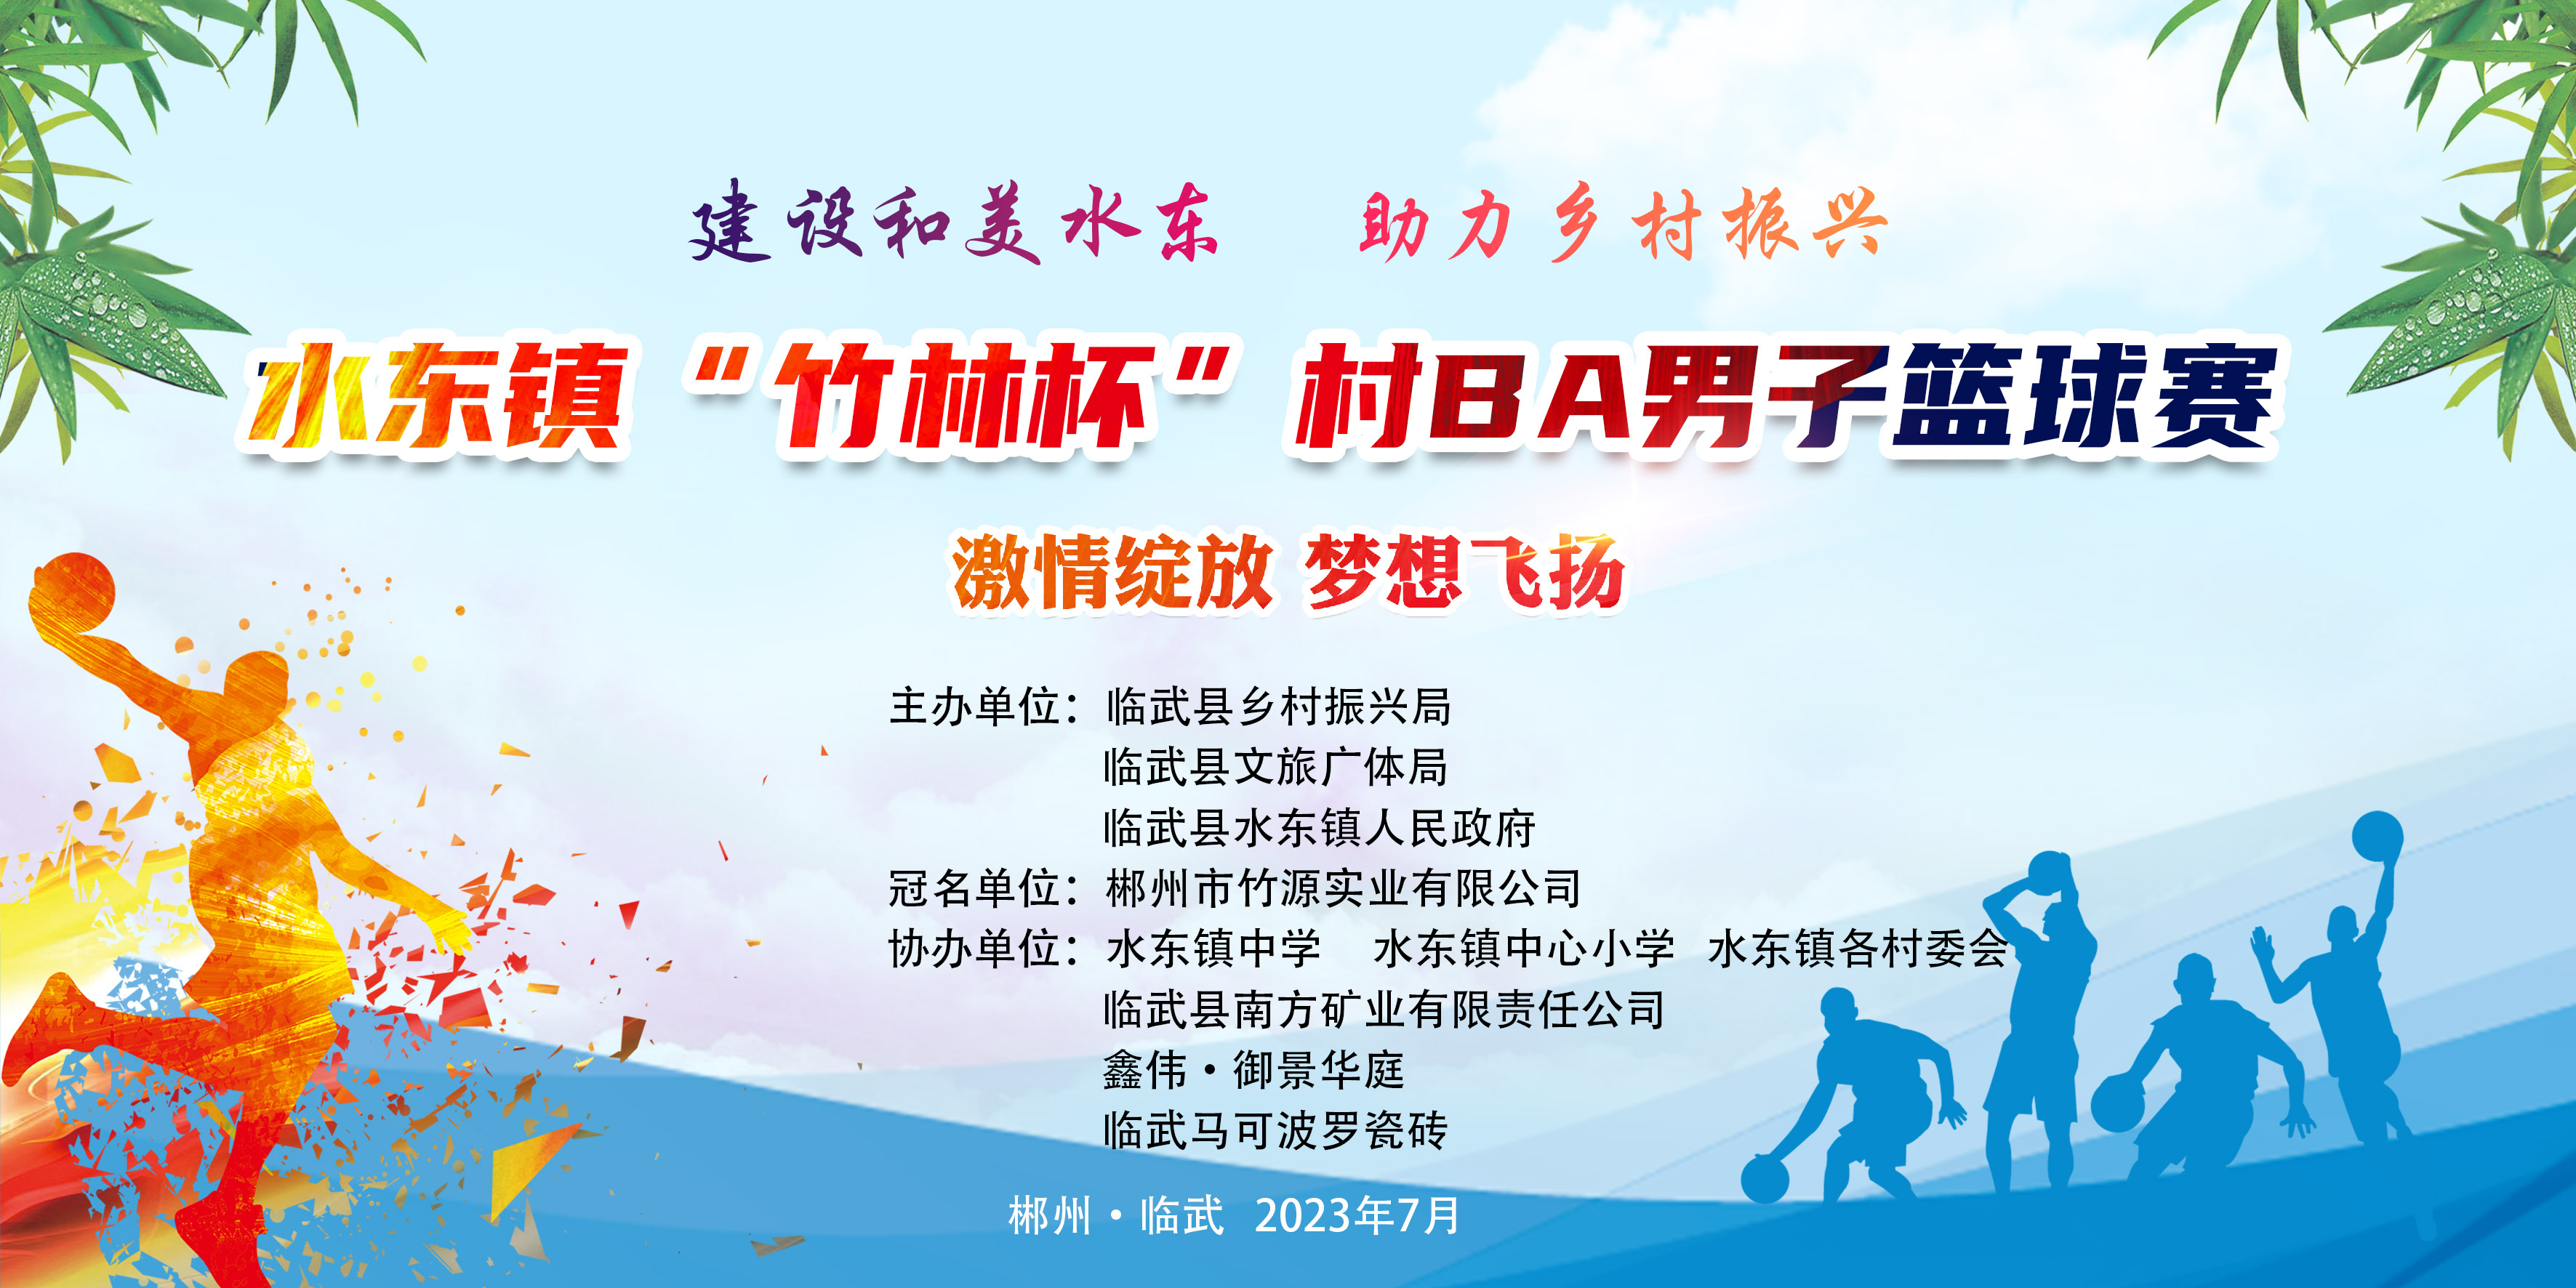 建设和美水东 助力乡村振兴
水东镇“竹林杯”村BA男子篮球赛
激情绽放 梦想飞扬
主办单位：临武县乡村振兴局
临武县文旅广体局
临武县水东镇人民政府
冠名单位：郴州市竹源实业有限公司
协办单位：水东镇中学 水东镇中心小学 水东镇各村委会
临武县南方矿业有限责任公司
鑫伟·御景华庭
临武马可波罗瓷砖
郴州·临武 2023年7月